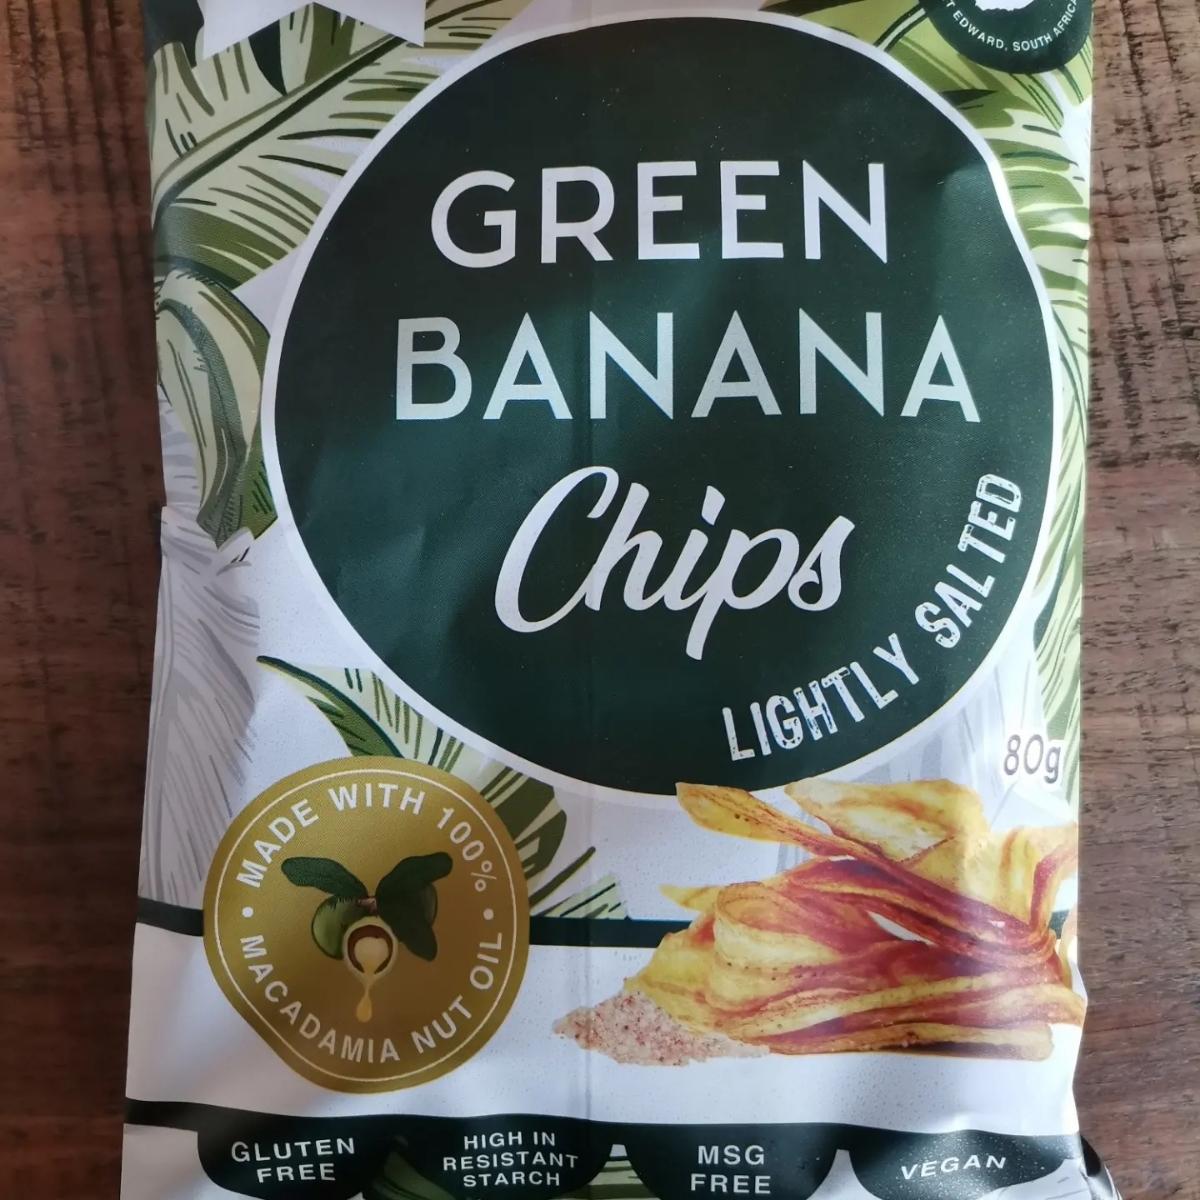 EDWARD, SOUTH AFRICA
GREEN
BANANA
Chips
LIGHTLY SALTED
80g
MADE WITH 100%
MACADAMIA NUT OIL
GLUTEN
FREE
HIGH IN
RESISTANT
STARCH
MSG
FREE
VEGAN